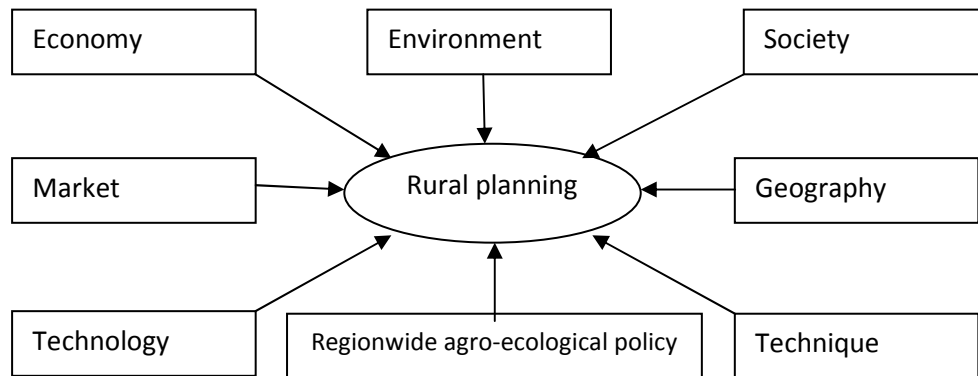 Economy
Environment
Society
Market
Rural planning
Geography
Technology
Regionwide agro-ecological policy
Technique